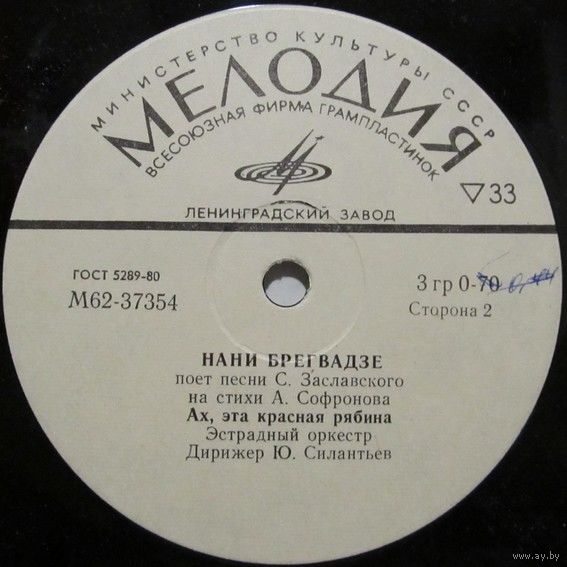 МИНИСТЕРСТВО КУЛЬТУРЫ СССР
МЕЛОДИЯ
ВСЕСОЮЗНАЯ ФИРМА ГРАМПЛАСТИНОК
ЛЕНИНГРАДСКИЙ ЗАВОД
▽33
ГОСТ 5289-80
М62-37354
3 гр 0-70
Сторона 2
НАНИ БРЕГВАДЗЕ
поет песни С. Заславского
на стихи А. Софронова
Ах, эта красная рябина
Эстрадный оркестр
Дирижер Ю. Силантьев
www.ay.by